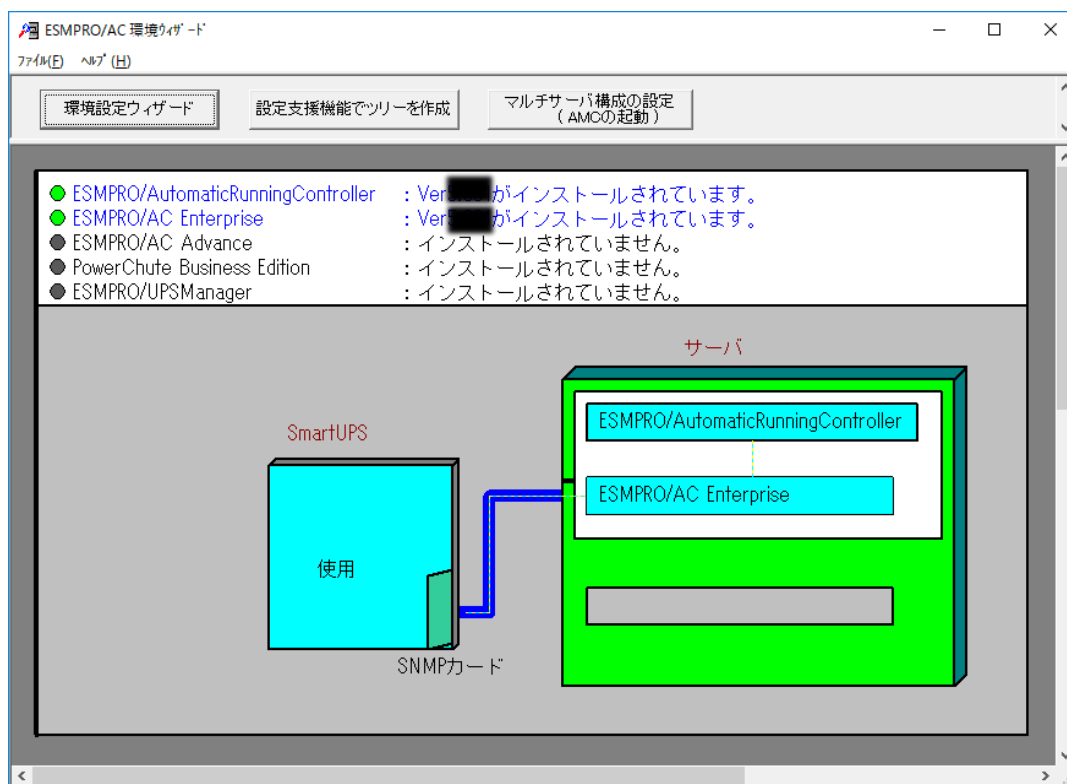 ESMPRO/AC 環境ｳｨｻﾞｰﾄﾞ
ﾌｧｲﾙ(F) ﾍﾙﾌﾟ(H)
環境設定ウィザード 設定支援機能でツリーを作成 マルチサーバ構成の設定
(AMCの起動)
ESMPRO/AutomaticRunningController : Ver がインストールされています。
ESMPRO/AC Enterprise : Ver がインストールされています。
ESMPRO/AC Advance : インストールされていません。
PowerChute Business Edition : インストールされていません。
ESMPRO/UPSManager : インストールされていません。
サーバ
ESMPRO/AutomaticRunningController
SmartUPS
ESMPRO/AC Enterprise
使用
SNMPカード